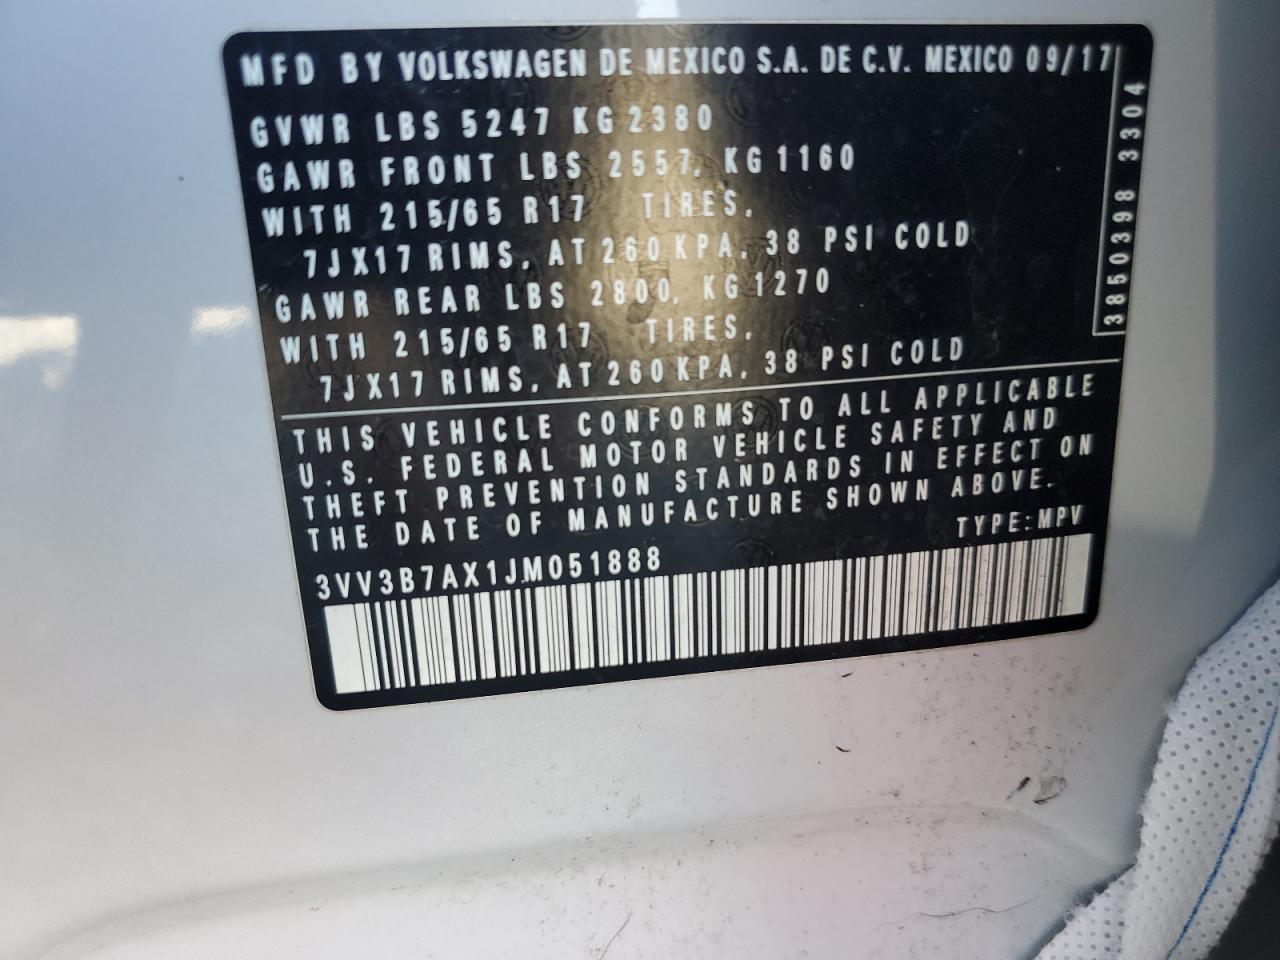 MFD BY VOLKSWAGEN DE MEXICO S.A. DE C.V. MEXICO 09/17
GVWR LBS 5247 KG 2380
GAWR FRONT LBS 2557, KG 1160
WITH 215/65 R17 TIRES,
7JX17 RIMS, AT 260 KPA, 38 PSI COLD
GAWR REAR LBS 2800, KG 1270
WITH 215/65 R17 TIRES,
7JX17 RIMS, AT 260 KPA, 38 PSI COLD
3850398 3304
THIS VEHICLE CONFORMS TO ALL APPLICABLE
U.S. FEDERAL MOTOR VEHICLE SAFETY AND
THEFT PREVENTION STANDARDS IN EFFECT ON
THE DATE OF MANUFACTURE SHOWN ABOVE.
TYPE:MPV
3VV3B7AX1JM051888